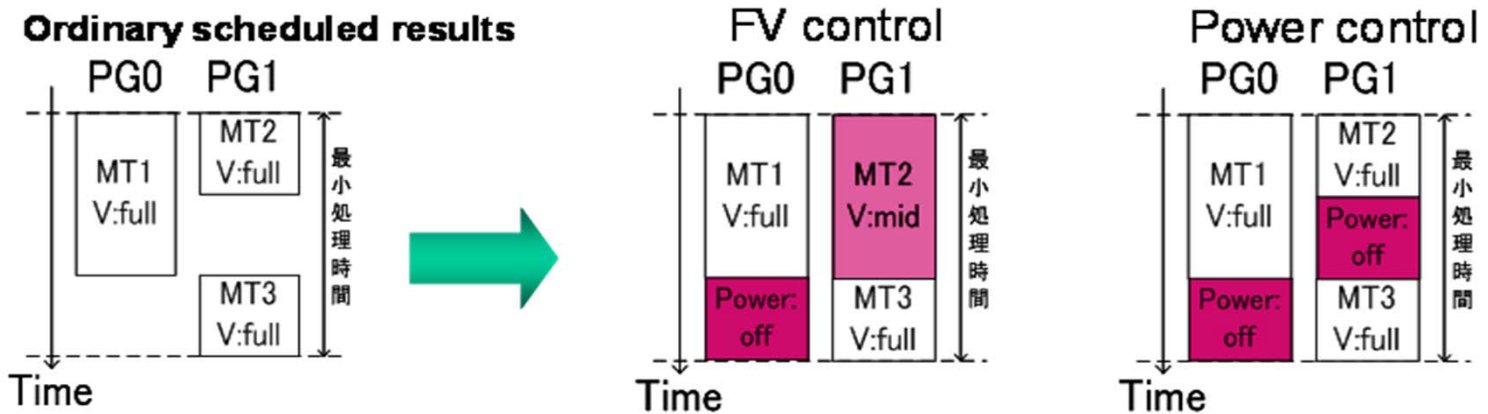 Ordinary scheduled results
PG0 PG1
MT1
V:full
MT2
V:full
MT3
V:full
最小処理時間
Time
FV control
PG0 PG1
MT1
V:full
Power:
off
MT2
V:mid
MT3
V:full
最小処理時間
Time
Power control
PG0 PG1
MT1
V:full
Power:
off
MT2
V:full
Power:
off
MT3
V:full
最小処理時間
Time